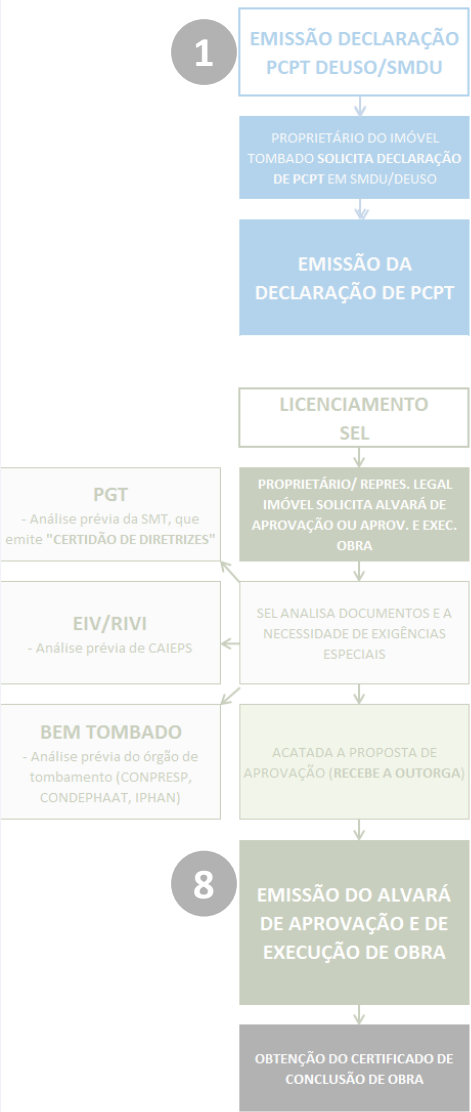 1
EMISSÃO DECLARAÇÃO
PCPT DEUSO/SMDU
PROPRIETÁRIO DO IMÓVEL
TOMBADO SOLICITA DECLARAÇÃO
DE PCPT EM SMDU/DEUSO
EMISSÃO DA
DECLARAÇÃO DE PCPT
LICENCIAMENTO
SEL
PROPRIETÁRIO/ REPRES. LEGAL
IMÓVEL SOLICITA ALVARÁ DE
APROVAÇÃO OU APROV. E EXEC.
OBRA
PGT
- Análise prévia da SMT, que
emite "CERTIDÃO DE DIRETRIZES"
SEL ANALISA DOCUMENTOS E A
NECESSIDADE DE EXIGÊNCIAS
ESPECIAIS
EIV/RIVI
- Análise prévia de CAIEPS
BEM TOMBADO
- Análise prévia do órgão de
tombamento (CONPRESP,
CONDEPHAAT, IPHAN)
ACATADA A PROPOSTA DE
APROVAÇÃO (RECEBE A OUTORGA)
8
EMISSÃO DO ALVARÁ
DE APROVAÇÃO E DE
EXECUÇÃO DE OBRA
OBTENÇÃO DO CERTIFICADO DE
CONCLUSÃO DE OBRA